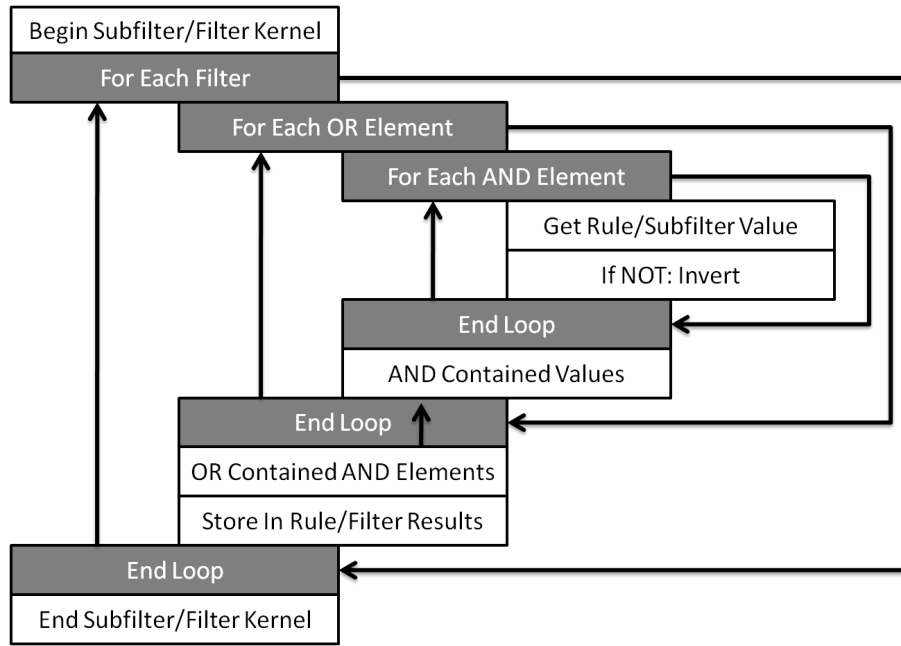 Begin Subfilter/Filter Kernel
For Each Filter
For Each OR Element
For Each AND Element
Get Rule/Subfilter Value
If NOT: Invert
End Loop
AND Contained Values
End Loop
OR Contained AND Elements
Store In Rule/Filter Results
End Loop
End Subfilter/Filter Kernel